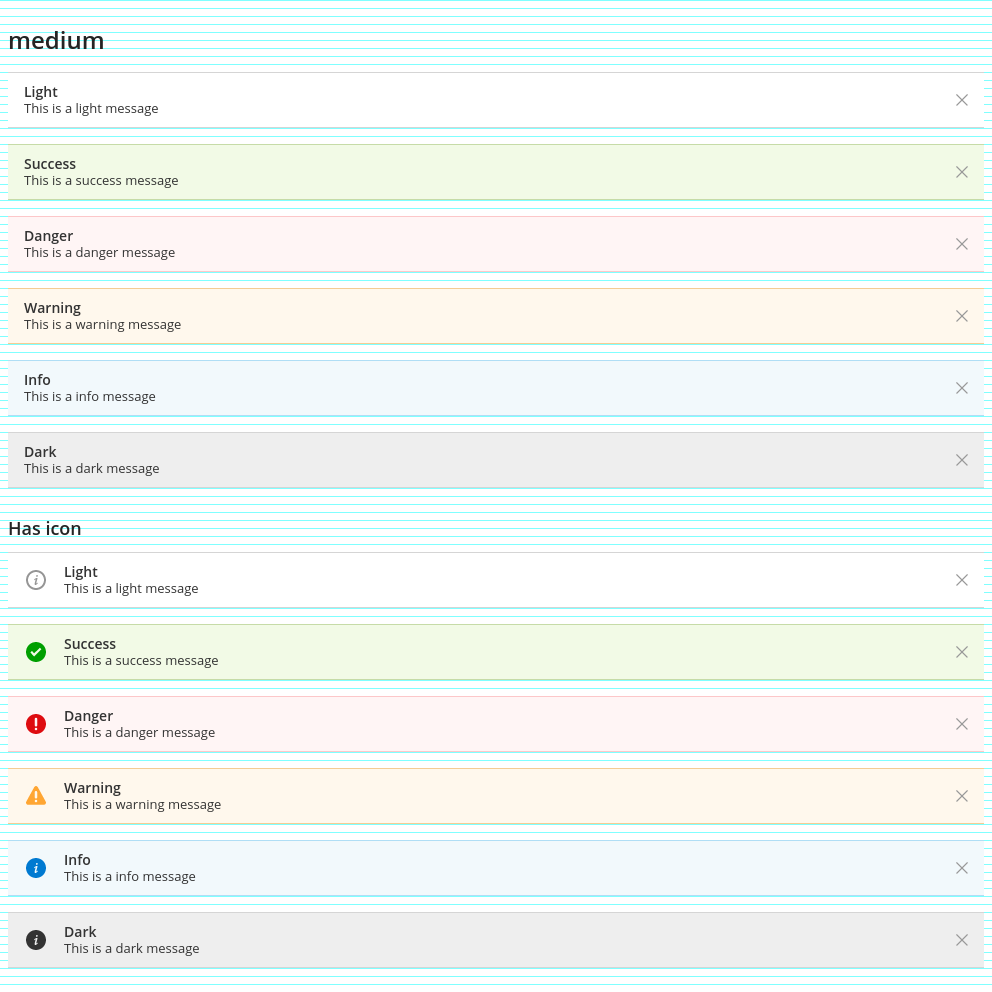 medium
Light
This is a light message
Success
This is a success message
Danger
This is a danger message
Warning
This is a warning message
Info
This is a info message
Dark
This is a dark message
Has icon
Light
This is a light message
Success
This is a success message
Danger
This is a danger message
Warning
This is a warning message
Info
This is a info message
Dark
This is a dark message